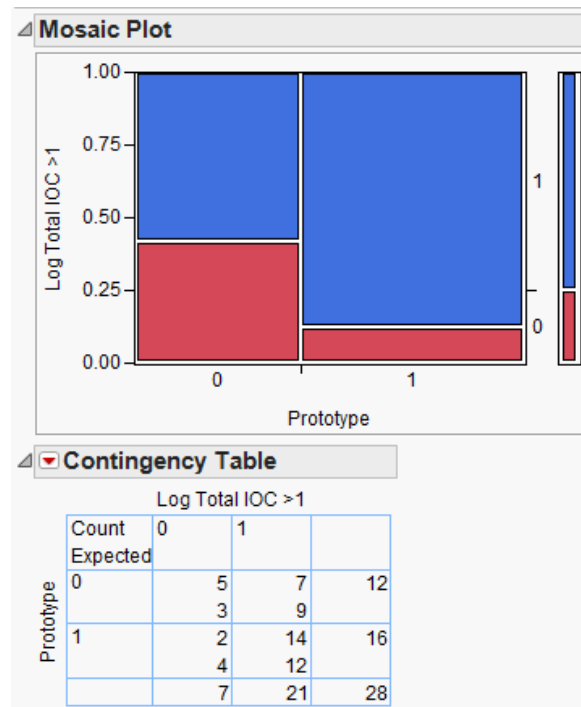 Mosaic Plot
1.00
0.75
0.50
0.25
0.00
Log Total IOC >1
1
0
0 1
Prototype
Contingency Table
Log Total IOC >1
Count 0 1
Expected
Prototype
0 5 7 12
3 9
1 2 14 16
4 12
7 21 28